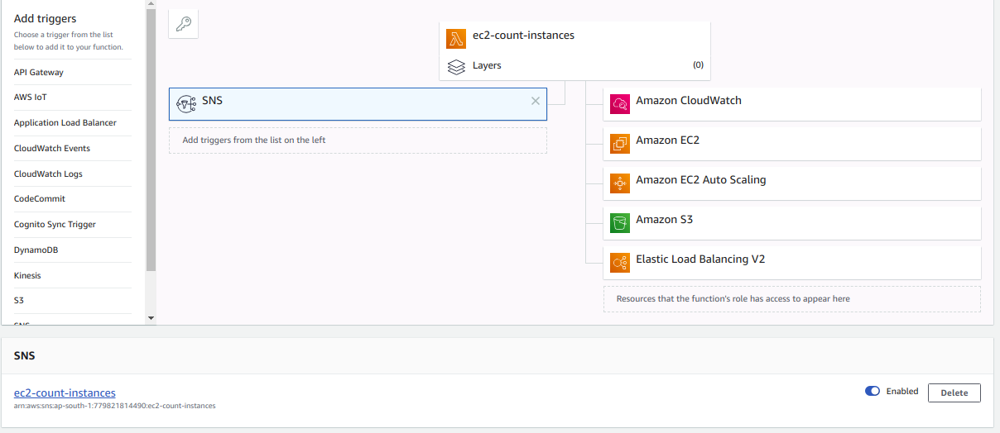 Add triggers
Choose a trigger from the list
below to add it to your function.
API Gateway
AWS IoT
Application Load Balancer
CloudWatch Events
CloudWatch Logs
CodeCommit
Cognito Sync Trigger
DynamoDB
Kinesis
S3
SNS
ec2-count-instances
Layers
(0)
SNS
Add triggers from the list on the left
Amazon CloudWatch
Amazon EC2
Amazon EC2 Auto Scaling
Amazon S3
Elastic Load Balancing V2
Resources that the function's role has access to appear here
SNS
ec2-count-instances
arn:aws:sns:ap-south-1:779821814490:ec2-count-instances
Enabled
Delete